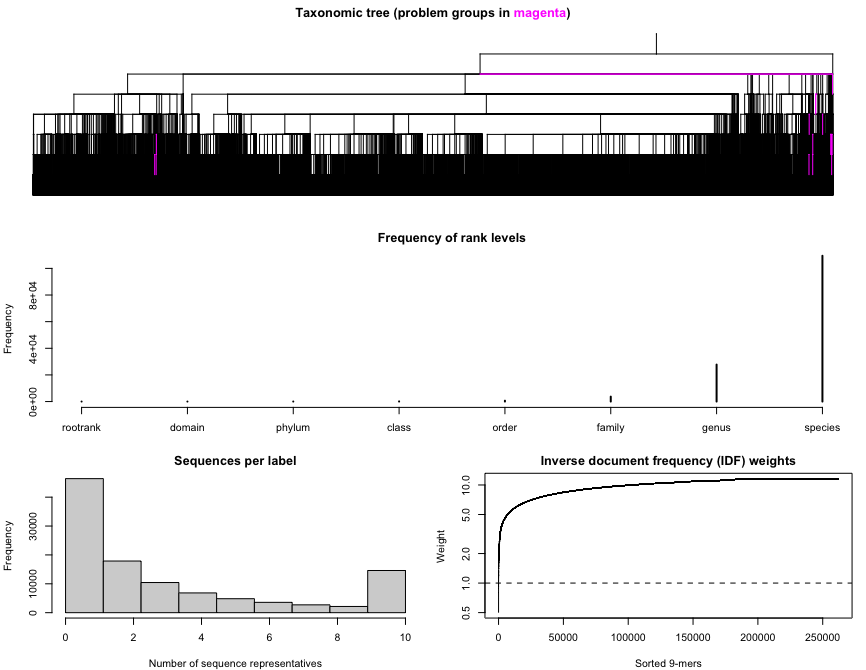 Taxonomic tree (problem groups in magenta)
Frequency of rank levels
Frequency
0e+00 4e+04 8e+04
rootrank domain phylum class order family genus species
Sequences per label
Frequency
0 10000 30000
0 2 4 6 8 10
Number of sequence representatives
Inverse document frequency (IDF) weights
Weight
0.5 1.0 2.0 5.0 10.0
0 50000 100000 150000 200000 250000
Sorted 9-mers